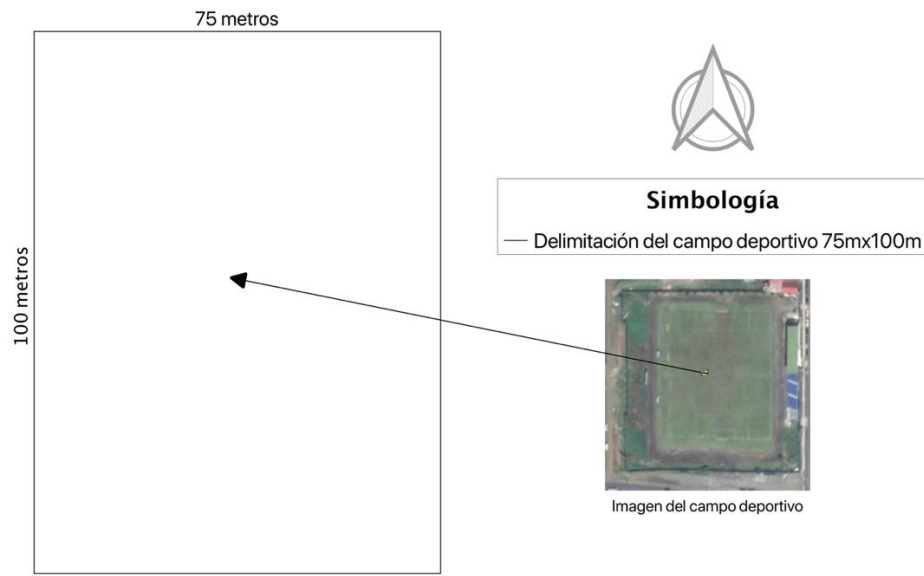 75 metros
100 metros
Simbología
Delimitación del campo deportivo 75mx100m
Imagen del campo deportivo